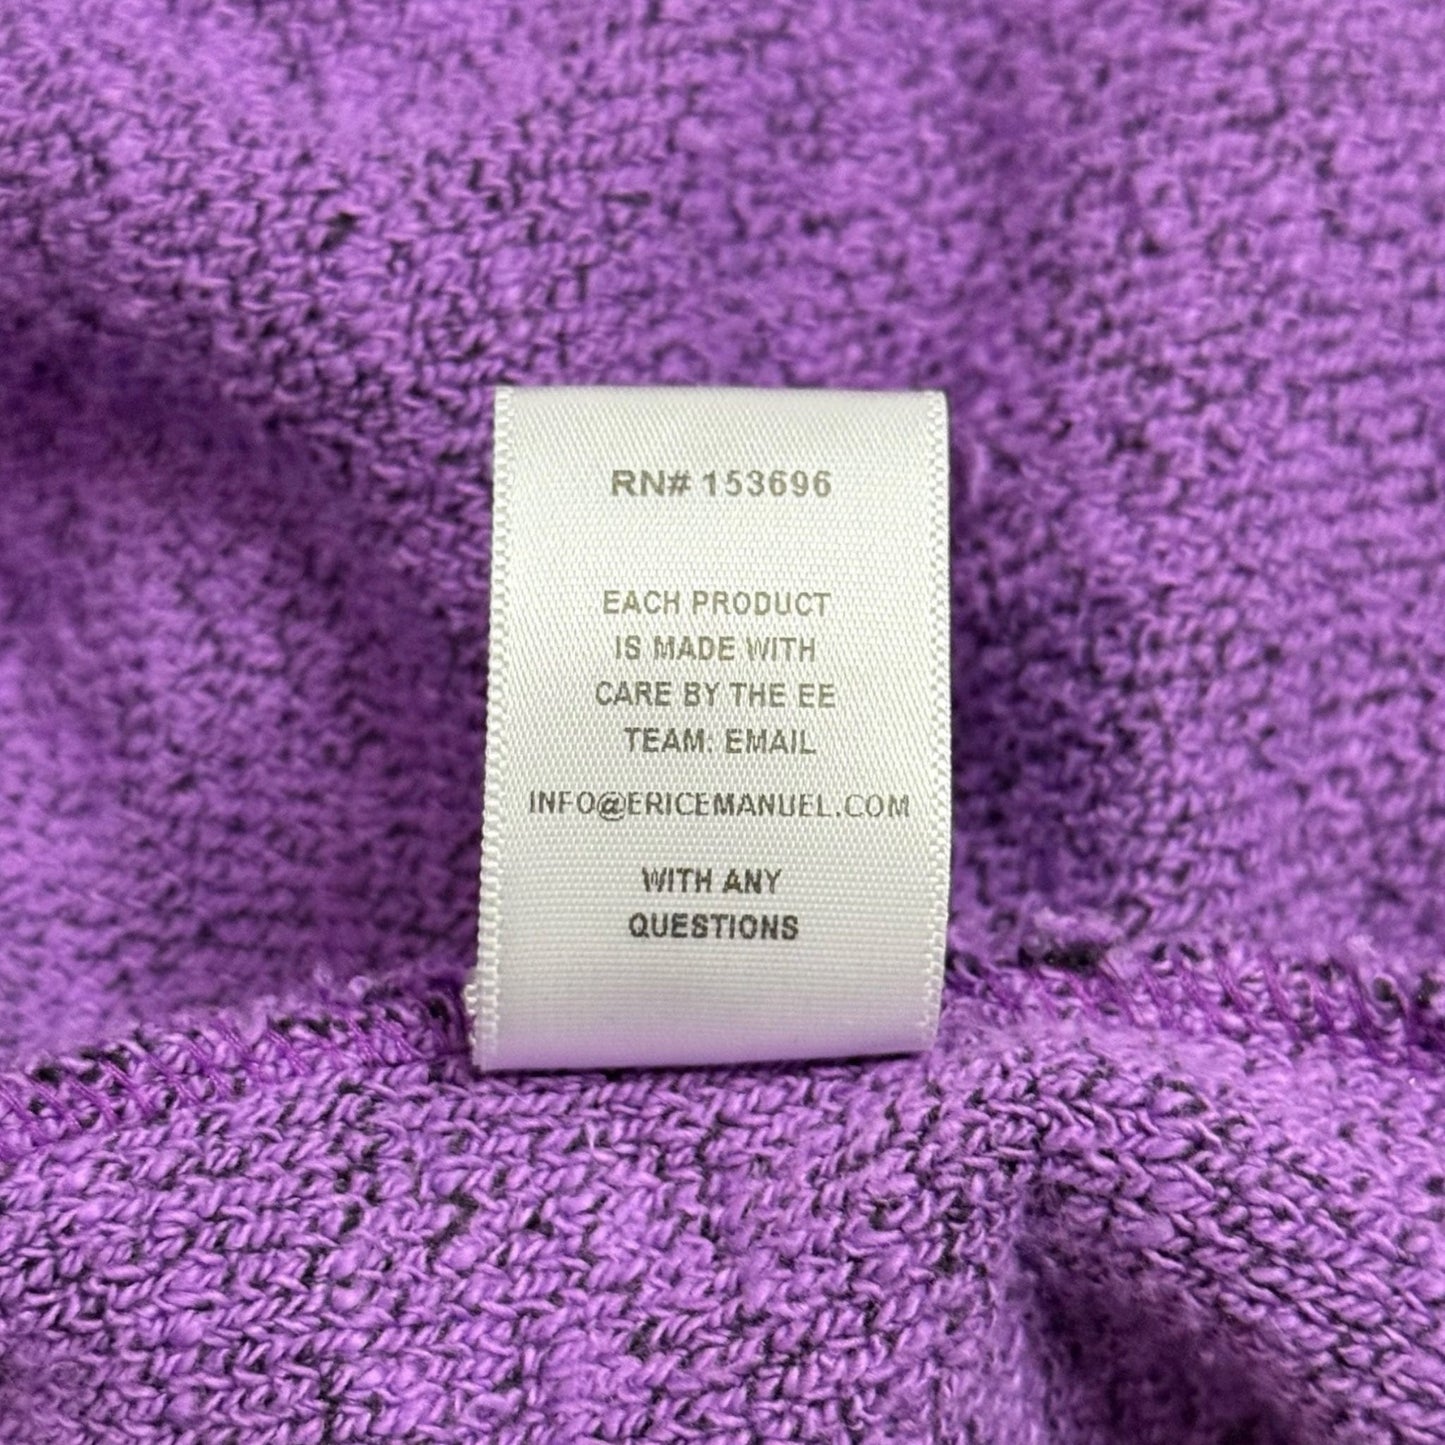 RN# 153696
EACH PRODUCT
IS MADE WITH
CARE BY THE EE
TEAM: EMAIL
INFO@ERICEMANUEL.COM
WITH ANY
QUESTIONS